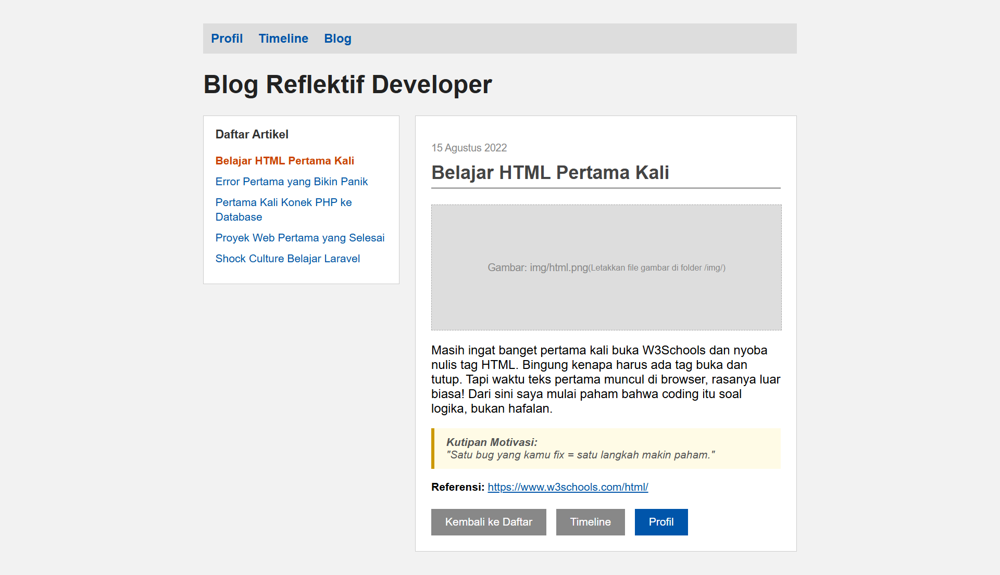 Profil Timeline Blog
Blog Reflektif Developer
Daftar Artikel
Belajar HTML Pertama Kali
Error Pertama yang Bikin Panik
Pertama Kali Konek PHP ke
Database
Proyek Web Pertama yang Selesai
Shock Culture Belajar Laravel
15 Agustus 2022
Belajar HTML Pertama Kali
Gambar: img/html.png(Letakkan file gambar di folder /img/)
Masih ingat banget pertama kali buka W3Schools dan nyoba
nulis tag HTML. Bingung kenapa harus ada tag buka dan
tutup. Tapi waktu teks pertama muncul di browser, rasanya luar
biasa! Dari sini saya mulai paham bahwa coding itu soal
logika, bukan hafalan.
Kutipan Motivasi:
"Satu bug yang kamu fix = satu langkah makin paham."
Referensi: https://www.w3schools.com/html/
Kembali ke Daftar Timeline Profil